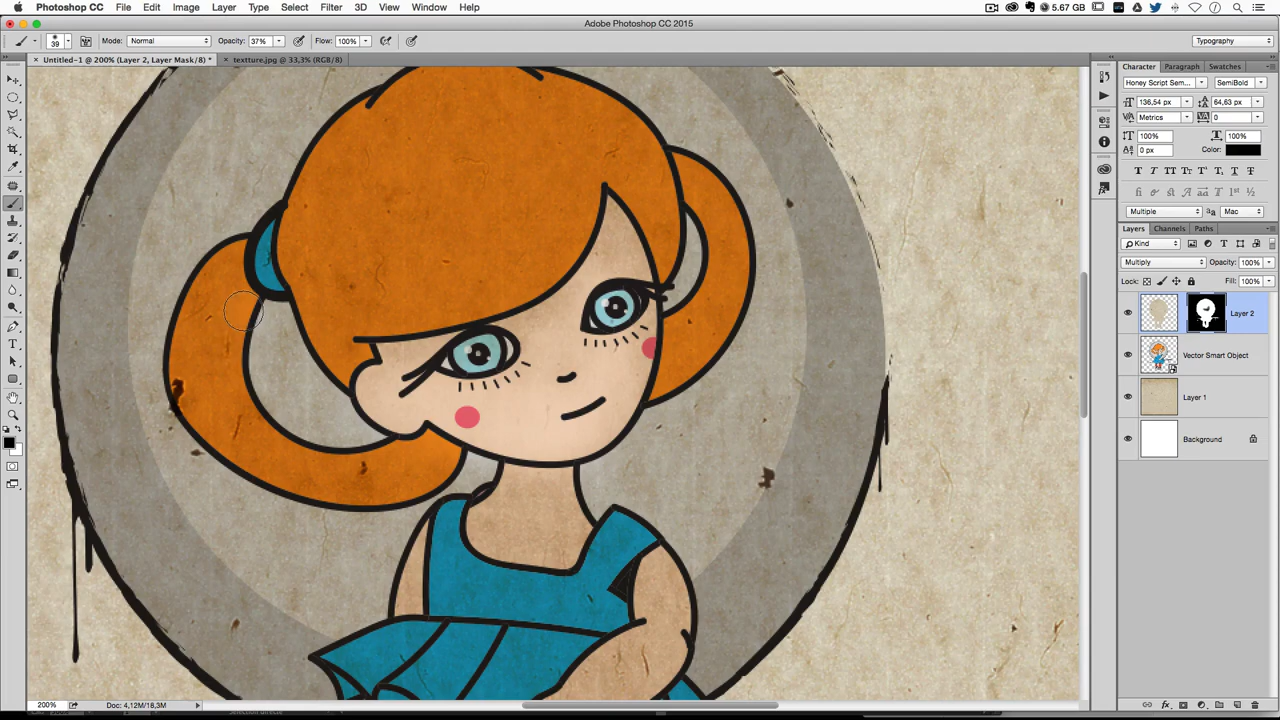 Photoshop CC File Edit Image Layer Type Select Filter 3D View Window Help 5.67 GB
Adobe Photoshop CC 2015
39 Mode: Normal Opacity: 37% Flow: 100% Typography
Untitled-1 @ 200% (Layer 2, Layer Mask/8) * textture.jpg @ 33,3% (RGB/8)
Character Paragraph Swatches
Honey Script Sem... SemiBold
136,54 px 64,63 px
Metrics 0
100% 100%
0 px Color:
Multiple Mac
Layers Channels Paths
Kind
Multiply Opacity: 100%
Lock: Fill: 100%
Layer 2
Vector Smart Object
Layer 1
Background
200% Doc: 4,12M/18,3M